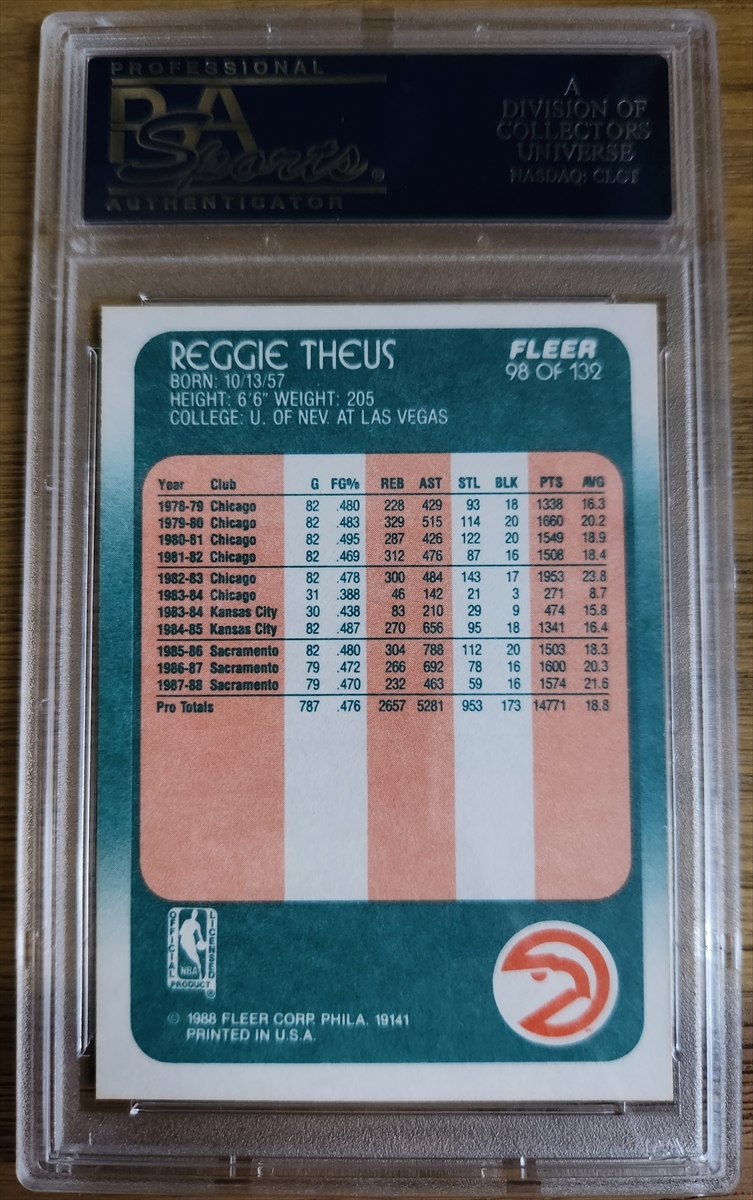 PROFESSIONAL
PSA
Sports®
AUTHENTICATOR
A
DIVISION OF
COLLECTORS
UNIVERSE
NASDAQ: CLCT
REGGIE THEUS
BORN: 10/13/57
HEIGHT: 6'6" WEIGHT: 205
COLLEGE: U. OF NEV. AT LAS VEGAS
FLEER
98 OF 132
Year Club G FG% REB AST STL BLK PTS AVG
1978-79 Chicago 82 .480 228 429 93 18 1338 16.3
1979-80 Chicago 82 .483 329 515 114 20 1660 20.2
1980-81 Chicago 82 .495 287 426 122 20 1549 18.9
1981-82 Chicago 82 .469 312 476 87 16 1508 18.4
1982-83 Chicago 82 .478 300 484 143 17 1953 23.8
1983-84 Chicago 31 .388 46 142 21 3 271 8.7
1983-84 Kansas City 30 .438 83 210 29 9 474 15.8
1984-85 Kansas City 82 .487 270 656 95 18 1341 16.4
1985-86 Sacramento 82 .480 304 788 112 20 1503 18.3
1986-87 Sacramento 79 .472 266 692 78 16 1600 20.3
1987-88 Sacramento 79 .470 232 463 59 16 1574 21.6
Pro Totals 787 .476 2657 5281 953 173 14771 18.8
OFFICIAL
LICENSED
NBA
PRODUCT
®
© 1988 FLEER CORP. PHILA. 19141
PRINTED IN U.S.A.